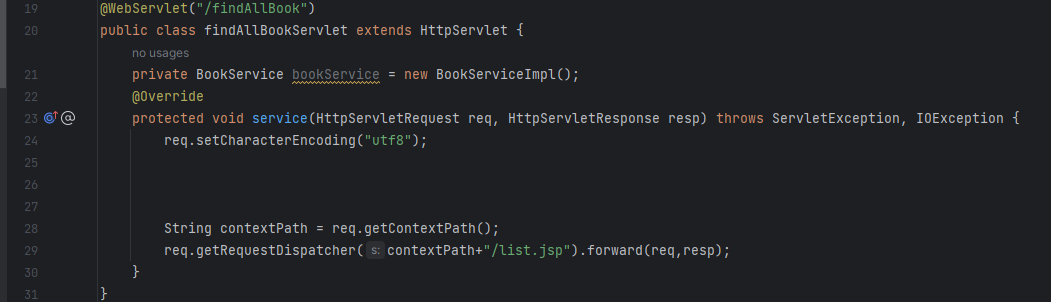 19 @WebServlet("/findAllBook")
20 public class findAllBookServlet extends HttpServlet {
no usages
21 private BookService bookService = new BookServiceImpl();
22 @Override
23 protected void service(HttpServletRequest req, HttpServletResponse resp) throws ServletException, IOException {
24 req.setCharacterEncoding("utf8");
25
26
27
28 String contextPath = req.getContextPath();
29 req.getRequestDispatcher( s: contextPath+"/list.jsp").forward(req,resp);
30 }
31 }